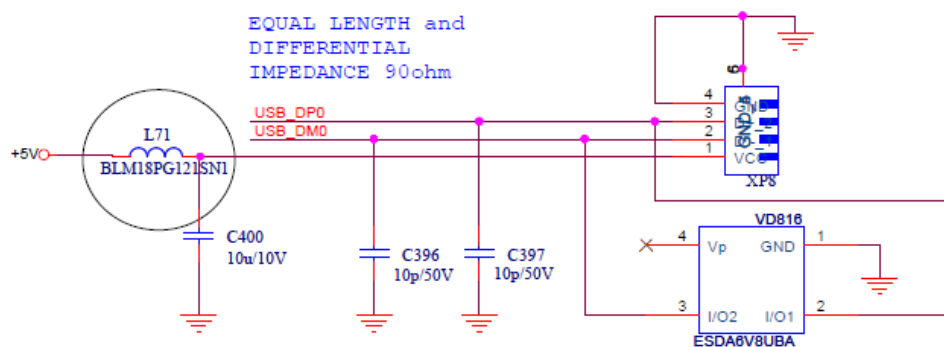 EQUAL LENGTH and
DIFFERENTIAL
IMPEDANCE 90ohm
USB_DP0
USB_DM0
L71
+5V
BLM18PG121SN1
C400
10u/10V
C396
10p/50V
C397
10p/50V
6
4
3
2
1
VCC
XP8
VD816
4 Vp GND 1
3 I/O2 I/O1 2
ESDA6V8UBA